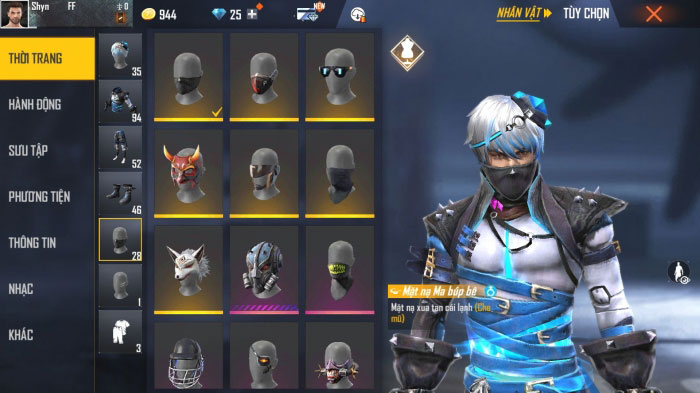 Shyn FF 0
944
25
NEW
NHÂN VẬT
TÙY CHỌN
THỜI TRANG
HÀNH ĐỘNG
SƯU TẬP
PHƯƠNG TIỆN
THÔNG TIN
NHẠC
KHÁC
35
94
52
46
28
1
3
Mặt nạ Ma búp bê
Mặt nạ xua tan cái lạnh (Che
mũ)